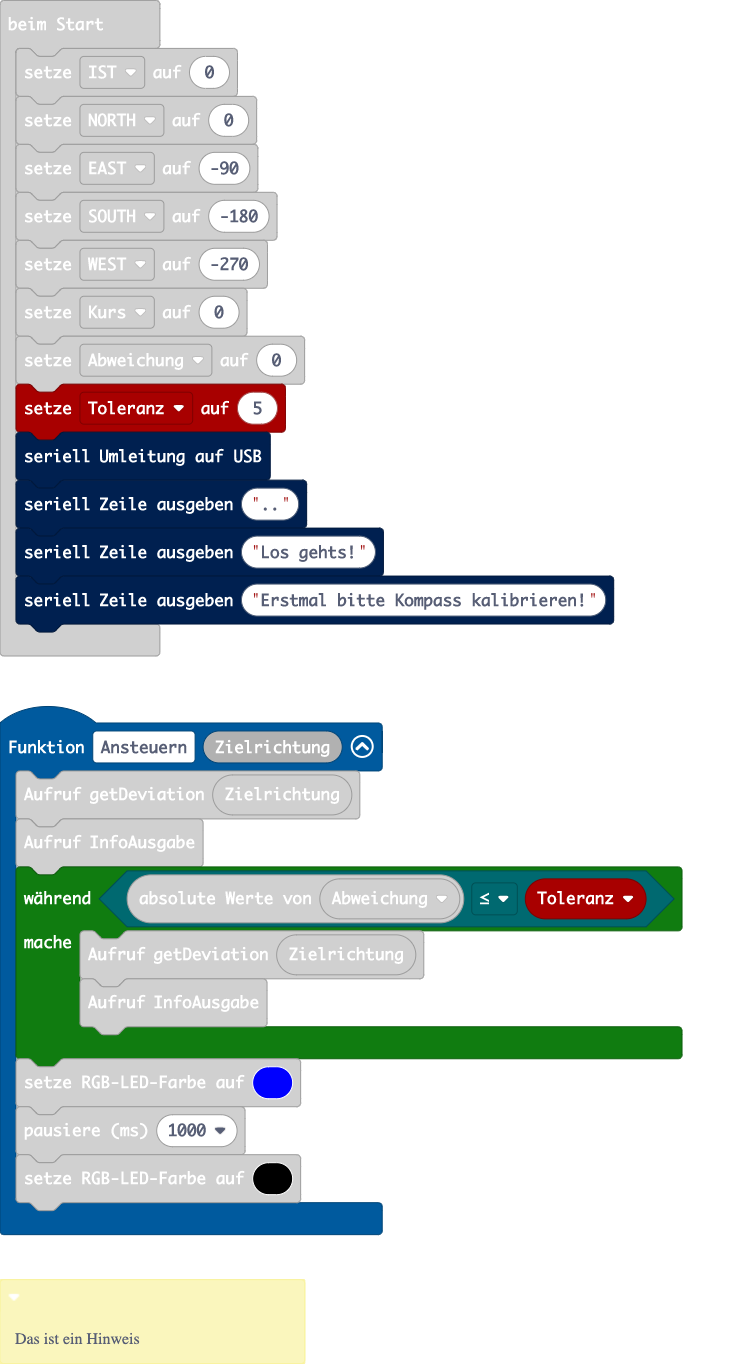 beim Start
setze IST auf 0
setze NORTH auf 0
setze EAST auf -90
setze SOUTH auf -180
setze WEST auf -270
setze Kurs auf 0
setze Abweichung auf 0
setze Toleranz auf 5
seriell Umleitung auf USB
seriell Zeile ausgeben ".."
seriell Zeile ausgeben "Los gehts!"
seriell Zeile ausgeben "Erstmal bitte Kompass kalibrieren!"
Funktion Ansteuern Zielrichtung
Aufruf getDeviation Zielrichtung
Aufruf InfoAusgabe
während absolute Werte von Abweichung ≤ Toleranz
mache Aufruf getDeviation Zielrichtung
Aufruf InfoAusgabe
setze RGB-LED-Farbe auf
pausiere (ms) 1000
setze RGB-LED-Farbe auf
Das ist ein Hinweis